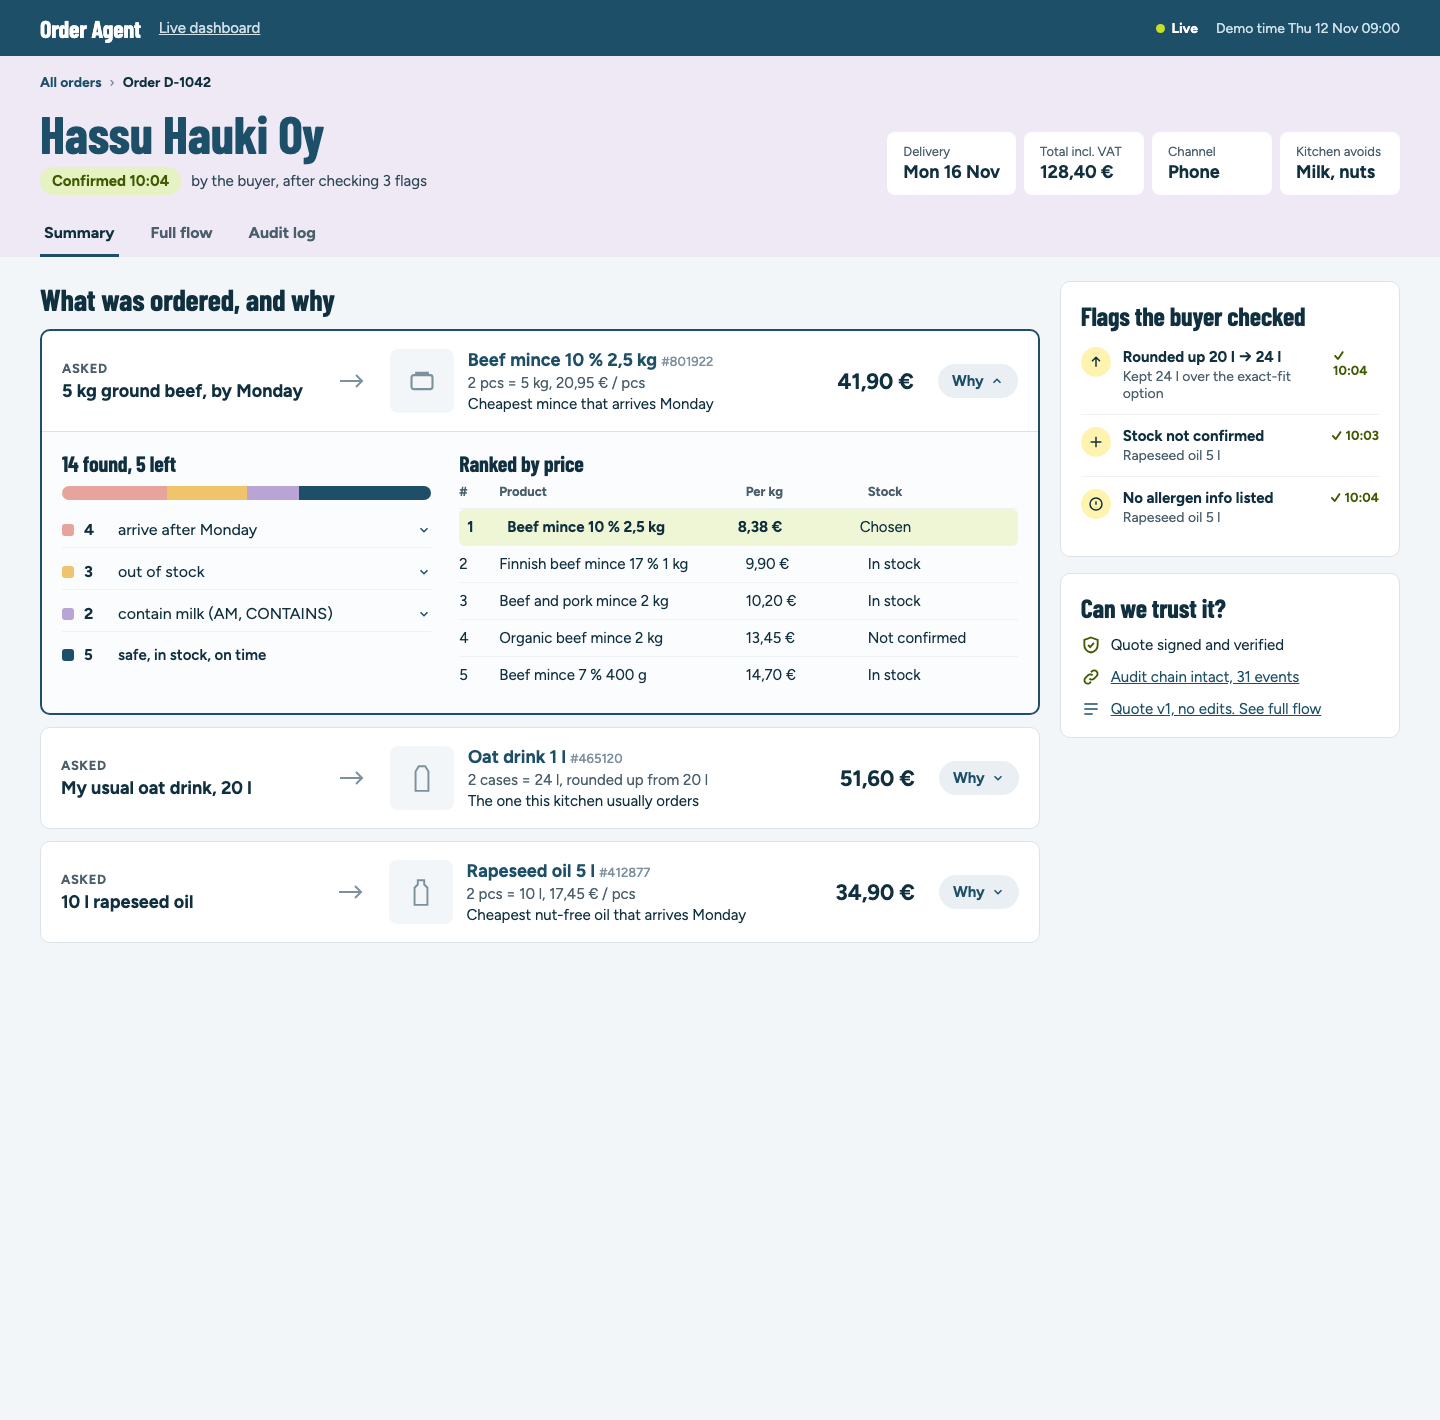 Order Agent
Live dashboard
Live
Demo time Thu 12 Nov 09:00
All orders › Order D-1042
Hassu Hauki Oy
Confirmed 10:04
by the buyer, after checking 3 flags
Delivery
Mon 16 Nov
Total incl. VAT
128,40 €
Channel
Phone
Kitchen avoids
Milk, nuts
Summary
Full flow
Audit log
What was ordered, and why
ASKED
5 kg ground beef, by Monday
Beef mince 10 % 2,5 kg #801922
2 pcs = 5 kg, 20,95 € / pcs
Cheapest mince that arrives Monday
41,90 €
Why
14 found, 5 left
4 arrive after Monday
3 out of stock
2 contain milk (AM, CONTAINS)
5 safe, in stock, on time
Ranked by price
# Product Per kg Stock
1 Beef mince 10 % 2,5 kg 8,38 € Chosen
2 Finnish beef mince 17 % 1 kg 9,90 € In stock
3 Beef and pork mince 2 kg 10,20 € In stock
4 Organic beef mince 2 kg 13,45 € Not confirmed
5 Beef mince 7 % 400 g 14,70 € In stock
ASKED
My usual oat drink, 20 l
Oat drink 1 l #465120
2 cases = 24 l, rounded up from 20 l
The one this kitchen usually orders
51,60 €
Why
ASKED
10 l rapeseed oil
Rapeseed oil 5 l #412877
2 pcs = 10 l, 17,45 € / pcs
Cheapest nut-free oil that arrives Monday
34,90 €
Why
Flags the buyer checked
Rounded up 20 l → 24 l
Kept 24 l over the exact-fit
option
✓
10:04
Stock not confirmed
Rapeseed oil 5 l
✓ 10:03
No allergen info listed
Rapeseed oil 5 l
✓ 10:04
Can we trust it?
Quote signed and verified
Audit chain intact, 31 events
Quote v1, no edits. See full flow